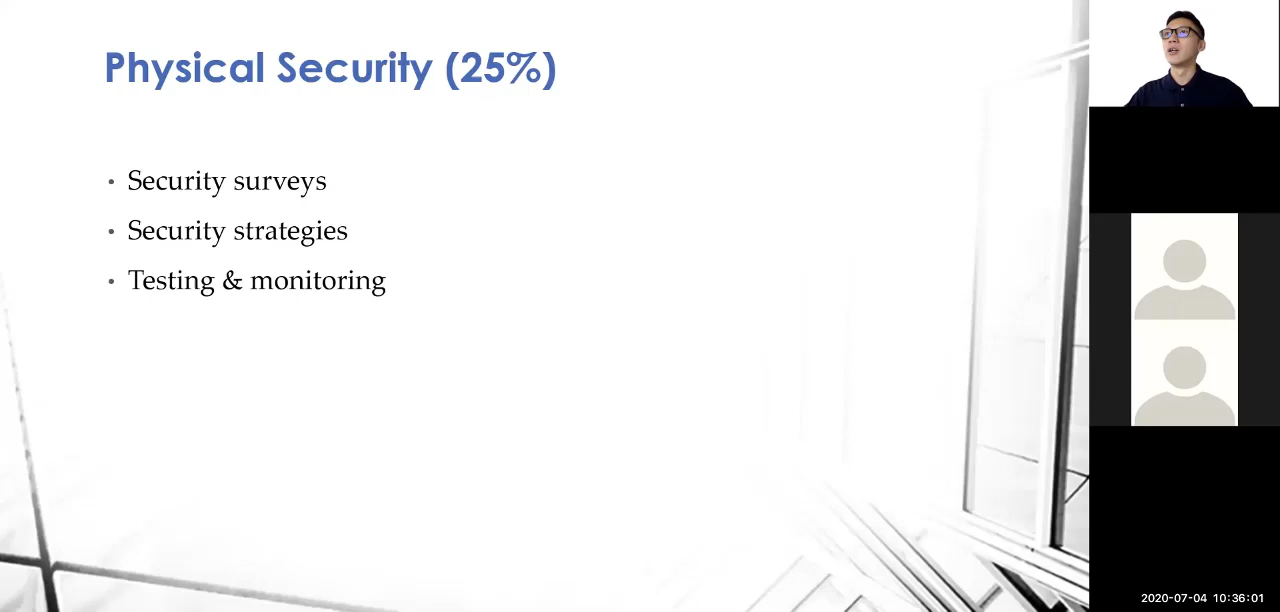 Physical Security (25%)
• Security surveys
• Security strategies
• Testing & monitoring
2020-07-04 10:36:01